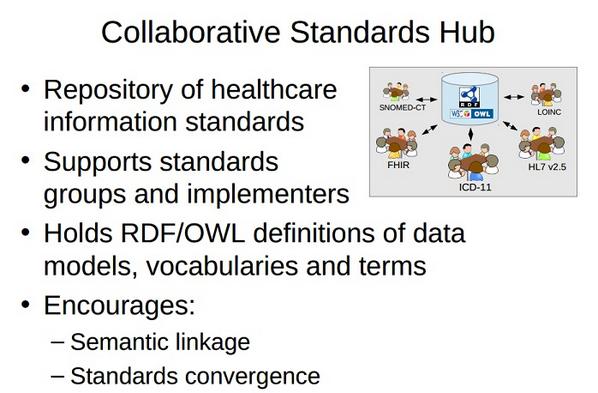 Collaborative Standards Hub
• Repository of healthcare
information standards
• Supports standards
groups and implementers
• Holds RDF/OWL definitions of data
models, vocabularies and terms
• Encourages:
– Semantic linkage
– Standards convergence
SNOMED-CT
RDF
LOINC
W3C OWL
FHIR
HL7 v2.5
ICD-11